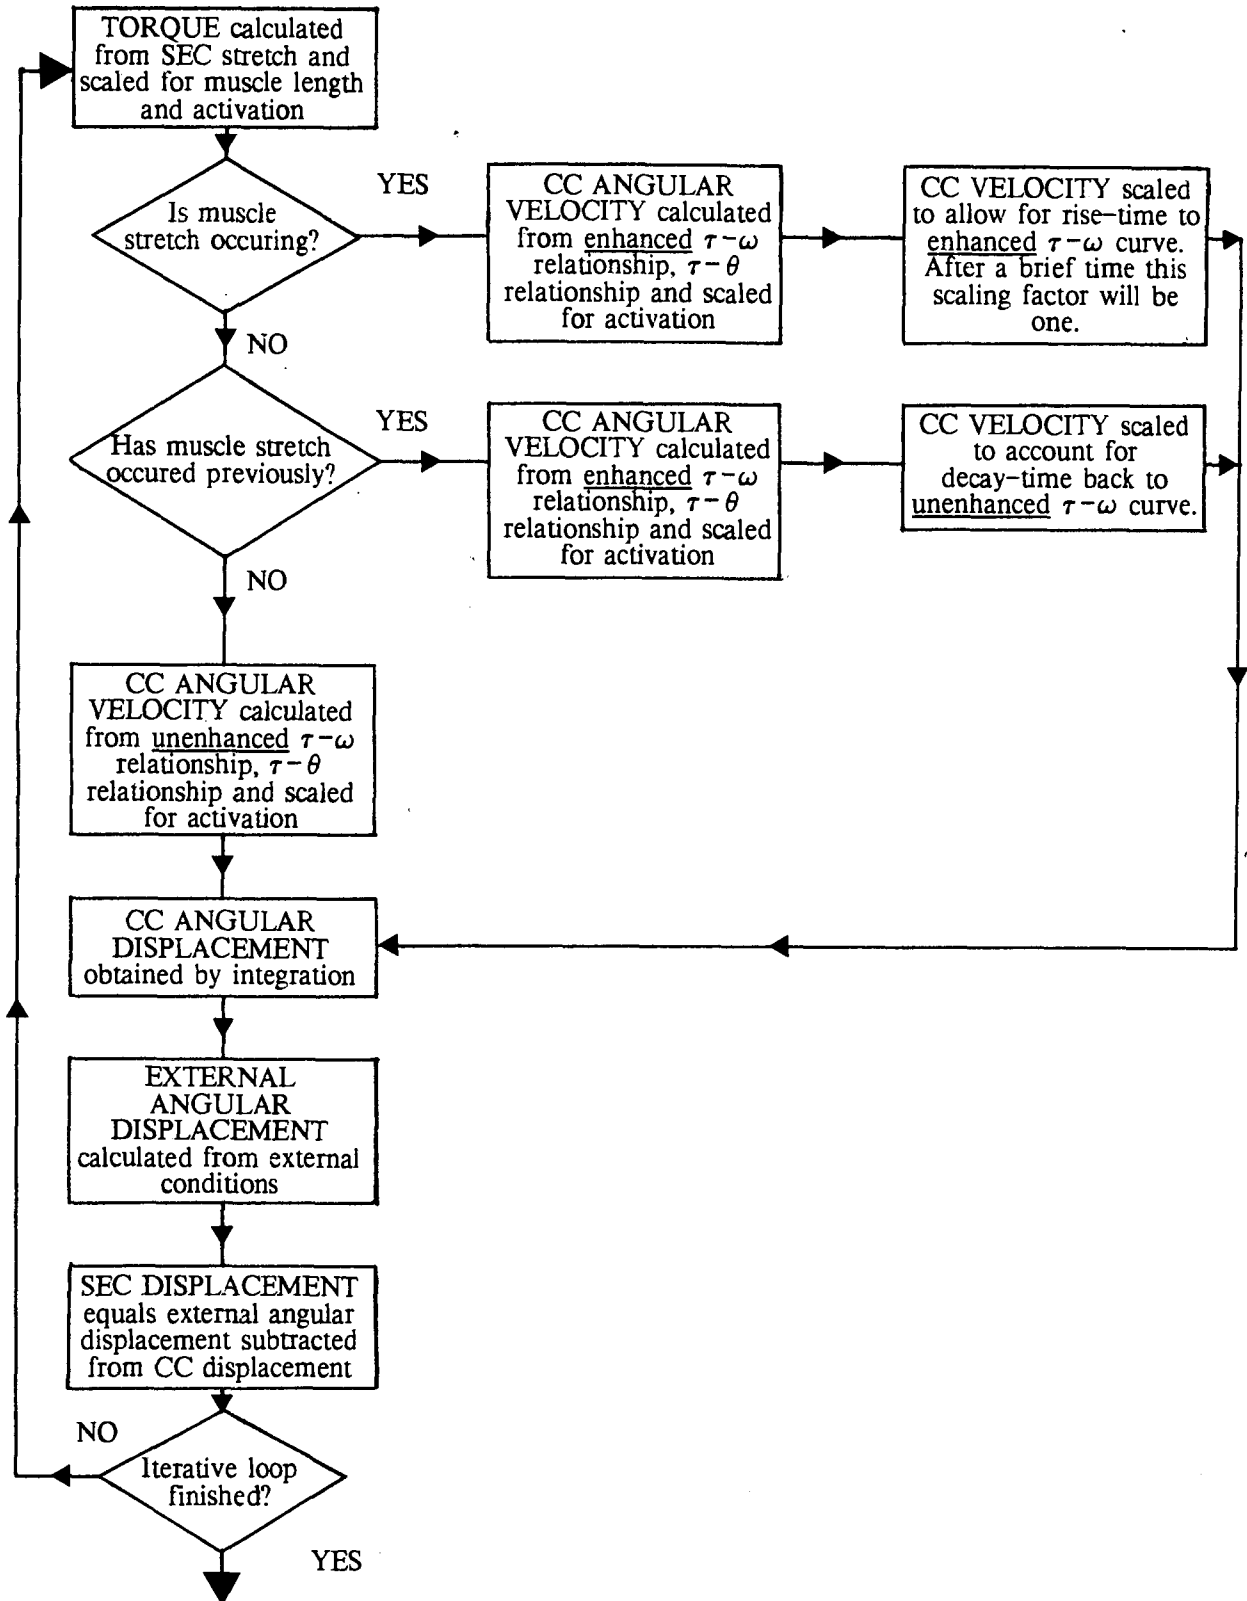 TORQUE calculated
from SEC stretch and
scaled for muscle length
and activation
Is muscle
stretch occuring?
YES
CC ANGULAR
VELOCITY calculated
from enhanced τ-ω
relationship, τ-θ
relationship and scaled
for activation
CC VELOCITY scaled
to allow for rise-time to
enhanced τ-ω curve.
After a brief time this
scaling factor will be
one.
NO
Has muscle stretch
occured previously?
YES
CC ANGULAR
VELOCITY calculated
from enhanced τ-ω
relationship, τ-θ
relationship and scaled
for activation
CC VELOCITY scaled
to account for
decay-time back to
unenhanced τ-ω curve.
NO
CC ANGULAR
VELOCITY calculated
from unenhanced τ-ω
relationship, τ-θ
relationship and scaled
for activation
CC ANGULAR
DISPLACEMENT
obtained by integration
EXTERNAL
ANGULAR
DISPLACEMENT
calculated from external
conditions
SEC DISPLACEMENT
equals external angular
displacement subtracted
from CC displacement
NO
Iterative loop
finished?
YES